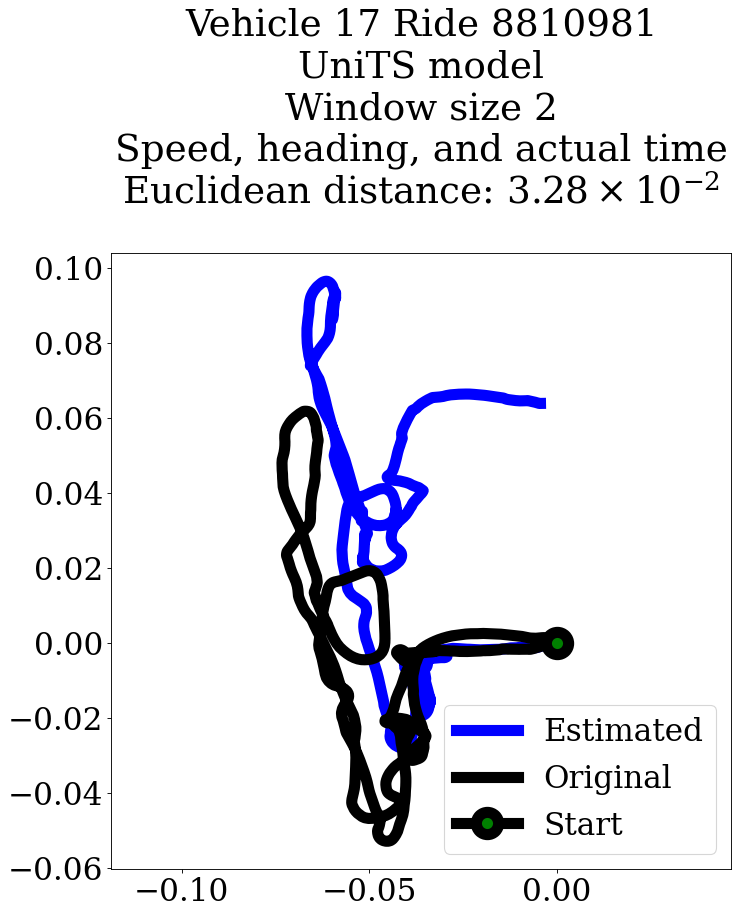 Vehicle 17 Ride 8810981
UniTS model
Window size 2
Speed, heading, and actual time
Euclidean distance: 3.28 × 10⁻²
0.10
0.08
0.06
0.04
0.02
0.00
−0.02
−0.04
−0.06
Estimated
Original
Start
−0.10
−0.05
0.00